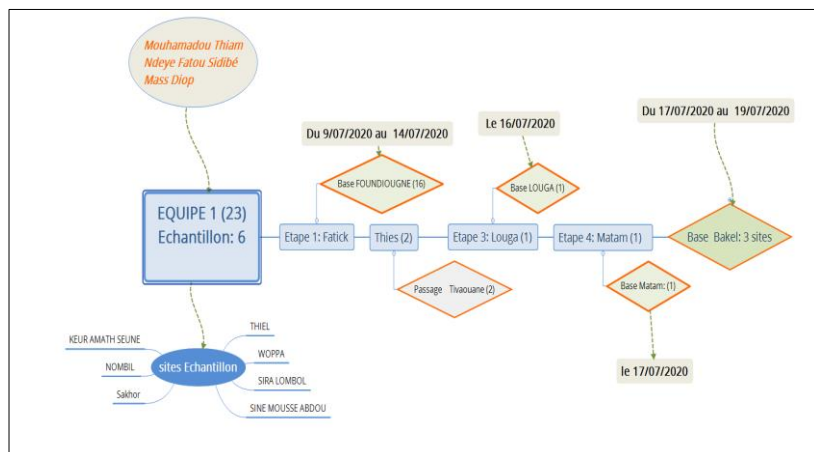 Mouhamadou Thiam
Ndeye Fatou Sidibé
Mass Diop
Du 9/07/2020 au 14/07/2020
Le 16/07/2020
Du 17/07/2020 au 19/07/2020
Base FOUNDIOUGNE (16)
Base LOUGA (1)
EQUIPE 1 (23)
Echantillon: 6
Etape 1: Fatick
Thies (2)
Etape 3: Louga (1)
Etape 4: Matam (1)
Base Bakel: 3 sites
Passage Tivaouane (2)
Base Matam: (1)
le 17/07/2020
sites Echantillon
KEUR AMATH SEUNE
NOMBIL
Sakhor
THIEL
WOPPA
SIRA LOMBOL
SINE MOUSSE ABDOU